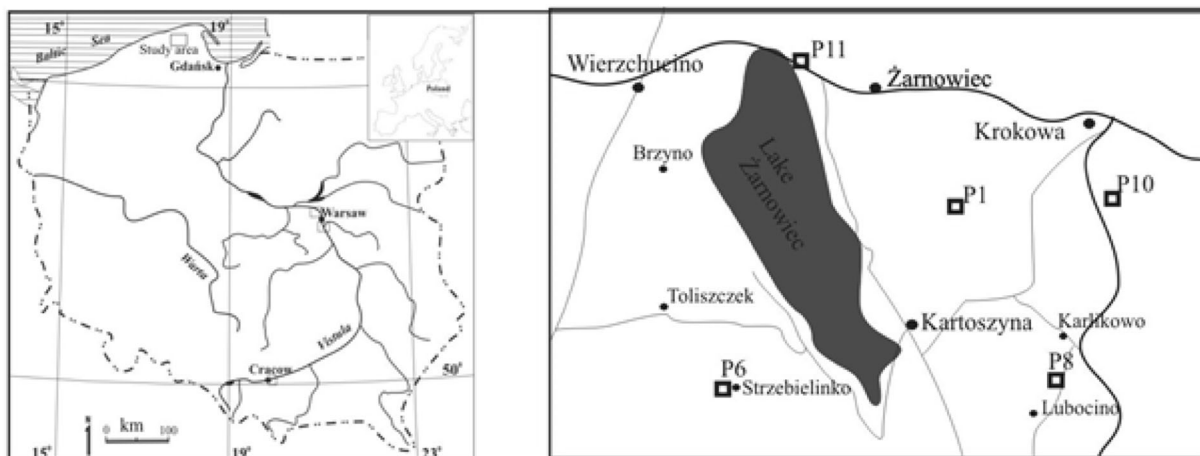 15°
19°
Baltic Sea
Study area
Gdańsk
Poland
Warsaw
Warta
Vistula
Cracow
50°
N
0 km 100
15°
19°
23°
P11
Wierzchucino
Żarnowiec
Krokowa
Brzyno
Lake
Żarnowiec
P10
P1
Toliszczek
Kartoszyna
Karlikowo
P6
P8
Strzebielinko
Lubocino